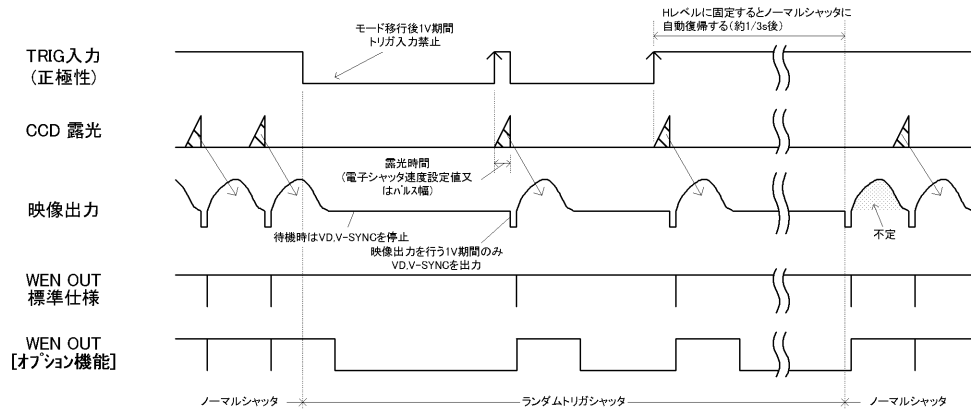 Hレベルに固定するとノーマルシャッタに
自動復帰する(約1/3s後)
モード移行後1V期間
トリガ入力禁止
TRIG入力
(正極性)
CCD 露光
露光時間
(電子シャッタ速度設定値又
はパルス幅)
映像出力
待機時はVD,V-SYNCを停止
映像出力を行う1V期間のみ
VD,V-SYNCを出力
不定
WEN OUT
標準仕様
WEN OUT
[オプション機能]
ノーマルシャッタ
ランダムトリガシャッタ
ノーマルシャッタ